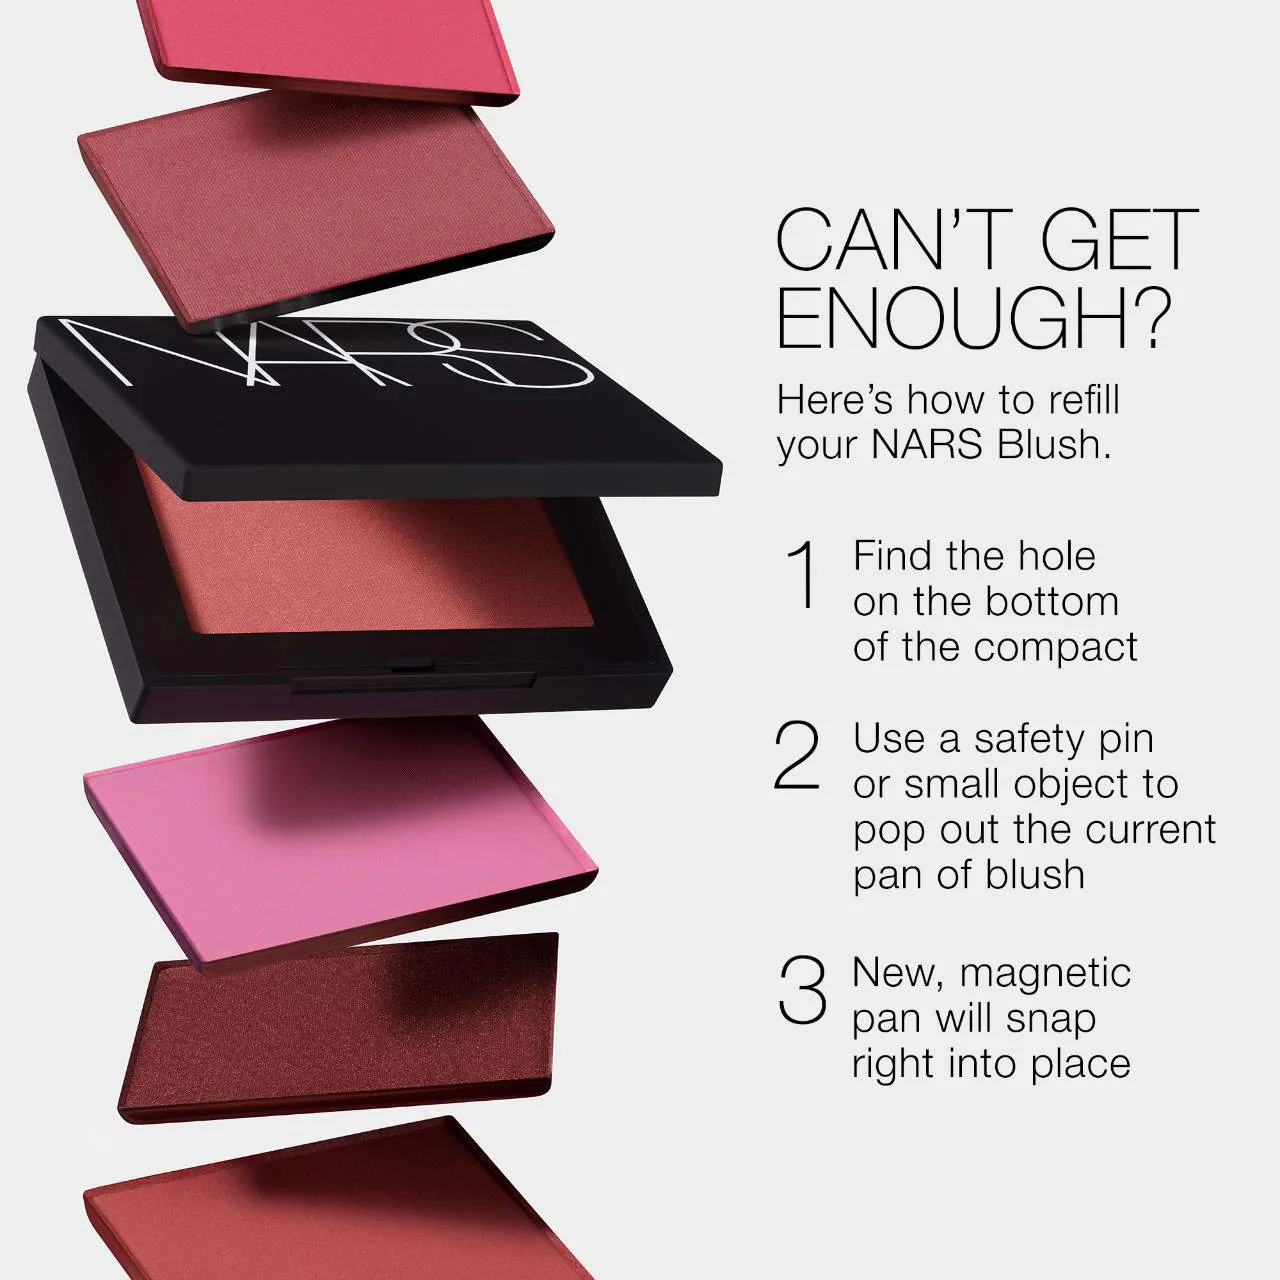 NARS
CAN'T GET
ENOUGH?
Here's how to refill
your NARS Blush.
1 Find the hole
on the bottom
of the compact
2 Use a safety pin
or small object to
pop out the current
pan of blush
3 New, magnetic
pan will snap
right into place